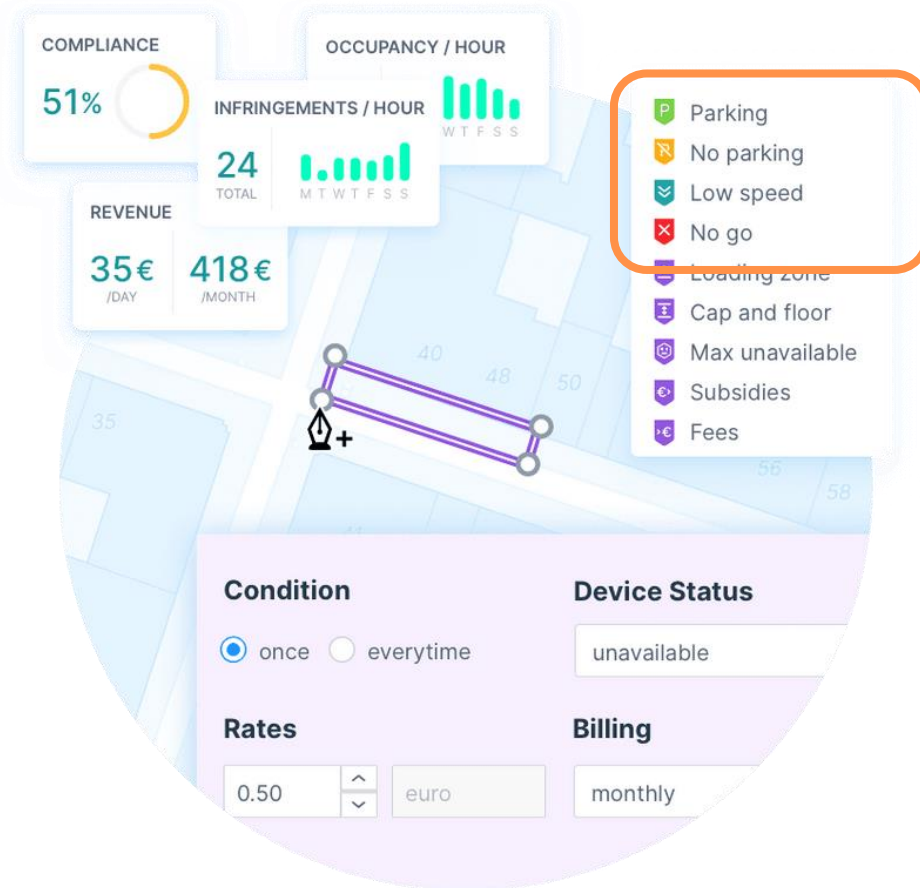 COMPLIANCE
51%
OCCUPANCY / HOUR
W T F S S
INFRINGEMENTS / HOUR
24
TOTAL
M T W T F S S
REVENUE
35 €
/DAY
418 €
/MONTH
Parking
No parking
Low speed
No go
Loading zone
Cap and floor
Max unavailable
Subsidies
Fees
40
48
50
35
56
58
Condition
once
everytime
Device Status
unavailable
Rates
0.50
euro
Billing
monthly